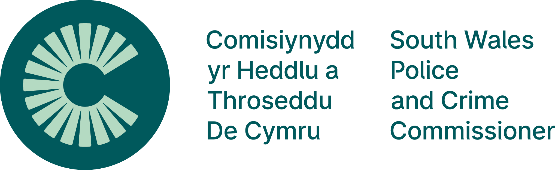 Comisiynydd
yr Heddlu a
Throseddu
De Cymru
South Wales
Police
and Crime
Commissioner